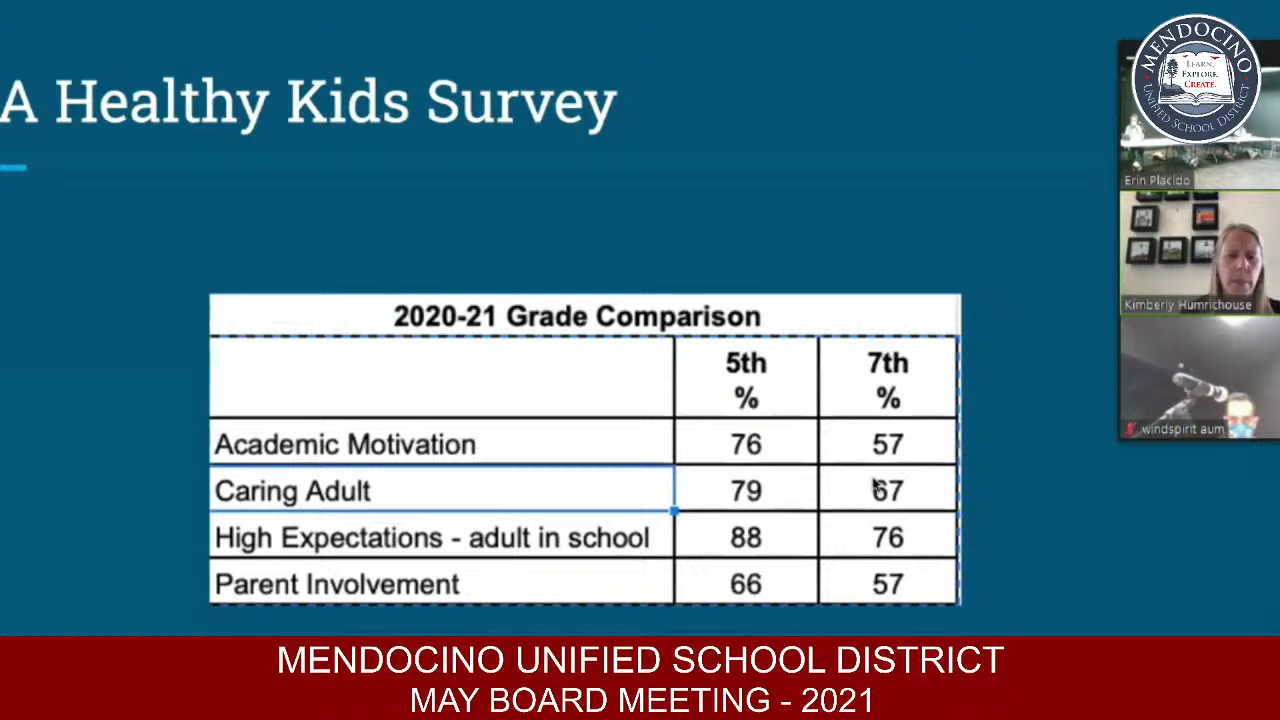 A Healthy Kids Survey
MENDOCINO
LEARN.
EXPLORE.
CREATE.
UNIFIED SCHOOL DISTRICT
Erin Placido
Kimberly Humrichouse
windspirit aum
2020-21 Grade Comparison
5th % 7th %
Academic Motivation 76 57
Caring Adult 79 67
High Expectations - adult in school 88 76
Parent Involvement 66 57
MENDOCINO UNIFIED SCHOOL DISTRICT
MAY BOARD MEETING - 2021